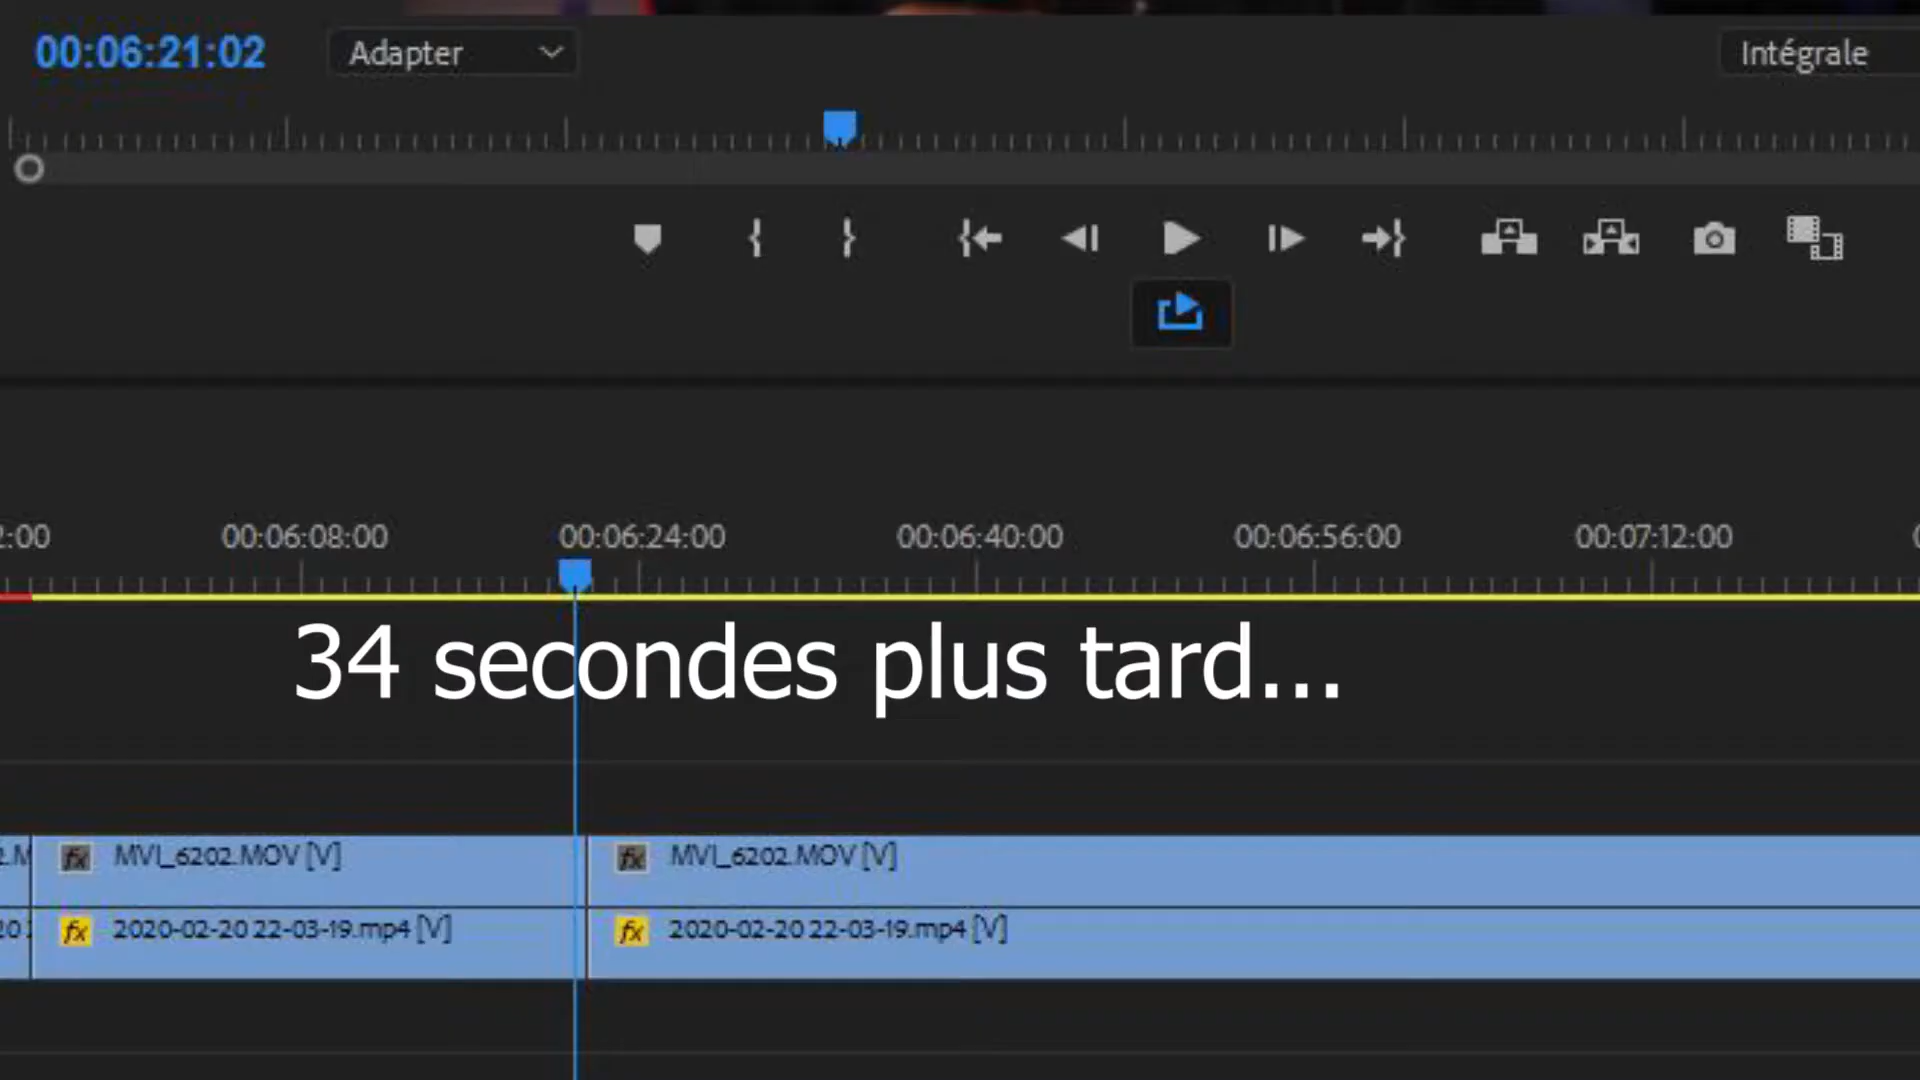 00:06:21:02 Adapter Intégrale
2:00 00:06:08:00 00:06:24:00 00:06:40:00 00:06:56:00 00:07:12:00
34 secondes plus tard...
2.M fx MVI_6202.MOV [V] fx MVI_6202.MOV [V]
20 fx 2020-02-20 22-03-19.mp4 [V] fx 2020-02-20 22-03-19.mp4 [V]